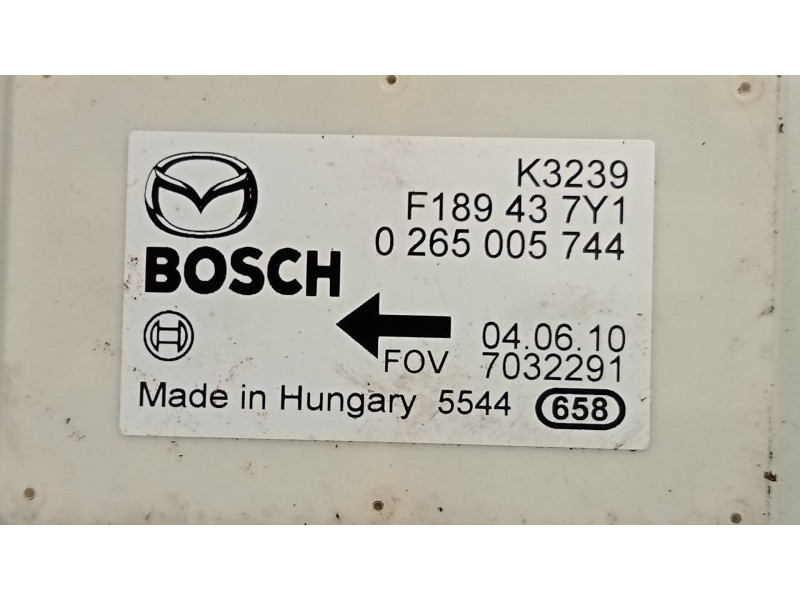 K3239
F189 43 7Y1
0 265 005 744
BOSCH
04.06.10
FOV 7032291
Made in Hungary 5544 658